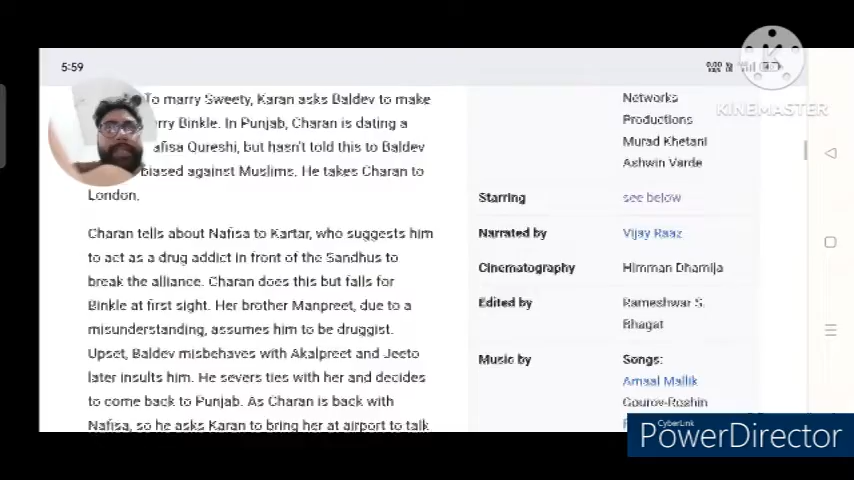 5:59
KINEMASTER
To marry Sweety, Karan asks Baldev to make
rry Binkle. In Punjab, Charan is dating a
afisa Qureshi, but hasn't told this to Baldev
biased against Muslims. He takes Charan to
London.
Charan tells about Nafisa to Kartar, who suggests him
to act as a drug addict in front of the Sandhus to
break the alliance. Charan does this but falls for
Binkle at first sight. Her brother Manpreet, due to a
misunderstanding, assumes him to be druggist.
Upset, Baldev misbehaves with Akalpreet and Jeeto
later insults him. He severs ties with her and decides
to come back to Punjab. As Charan is back with
Nafisa, so he asks Karan to bring her at airport to talk
Networks
Productions
Murad Khetani
Ashwin Varde
Starring see below
Narrated by Vijay Raaz
Cinematography Himman Dhamija
Edited by Rameshwar S.
Bhagat
Music by Songs:
Amaal Mallik
Gourov-Roshin
CyberLink
PowerDirector